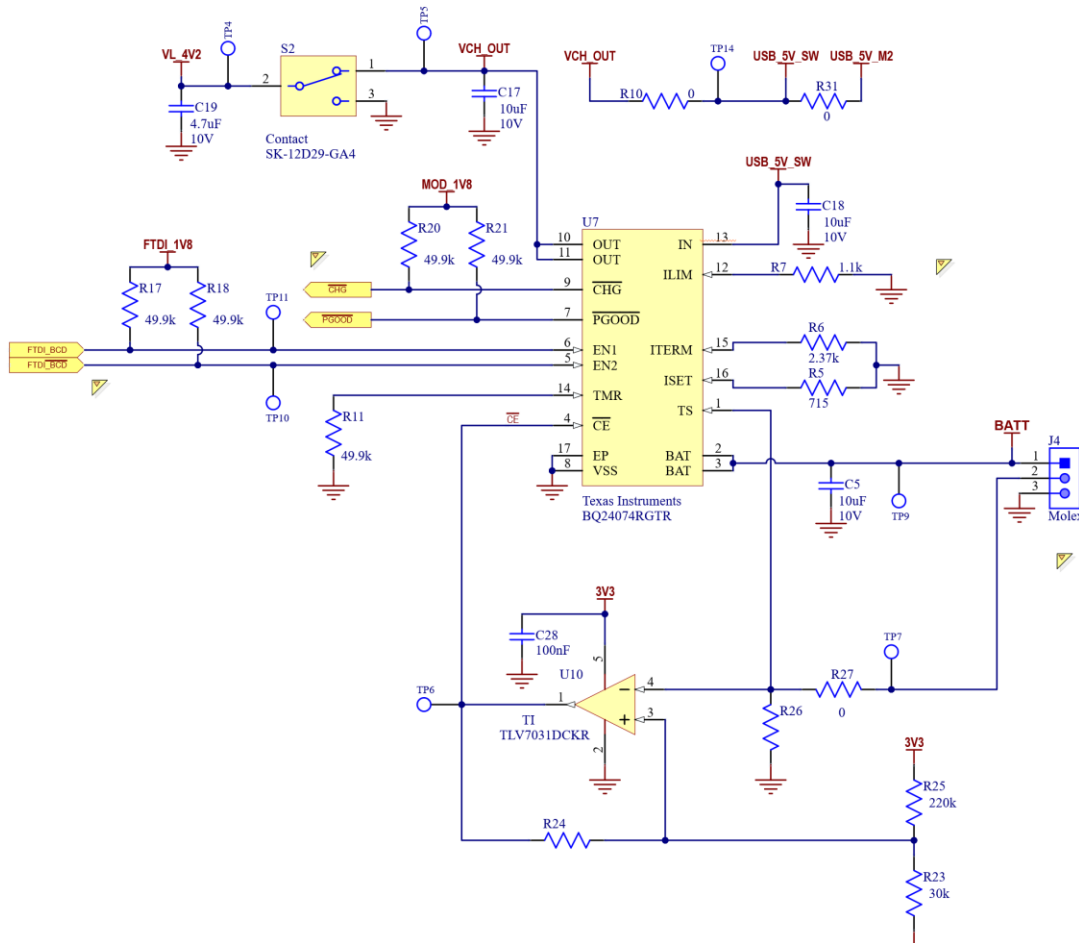 TP4
TP5
VL_4V2
S2
VCH_OUT
2
1
3
C19
4.7uF
10V
C17
10uF
10V
Contact
SK-12D29-GA4
VCH_OUT
TP14
USB_5V_SW
USB_5V_M2
R10
0
R31
0
USB_5V_SW
C18
10uF
10V
MOD_1V8
R20
49.9k
R21
49.9k
FTDI_1V8
R17
49.9k
R18
49.9k
TP11
TP10
CHG
PGOOD
FTDI_BCD
FTDI_BCD
U7
10 OUT
11 OUT
9 CHG
7 PGOOD
6 EN1
5 EN2
14 TMR
4 CE
17 EP
8 VSS
IN 13
ILIM 12
ITERM 15
ISET 16
TS 1
BAT 2
BAT 3
Texas Instruments
BQ24074RGTR
R7
1.1k
R6
2.37k
R5
715
R11
49.9k
CE
BATT
J4
1
2
3
Molex
C5
10uF
10V
TP9
3V3
C28
100nF
U10
5
1
4
3
2
TP6
TI
TLV7031DCKR
TP7
R27
0
R26
3V3
R25
220k
R24
R23
30k